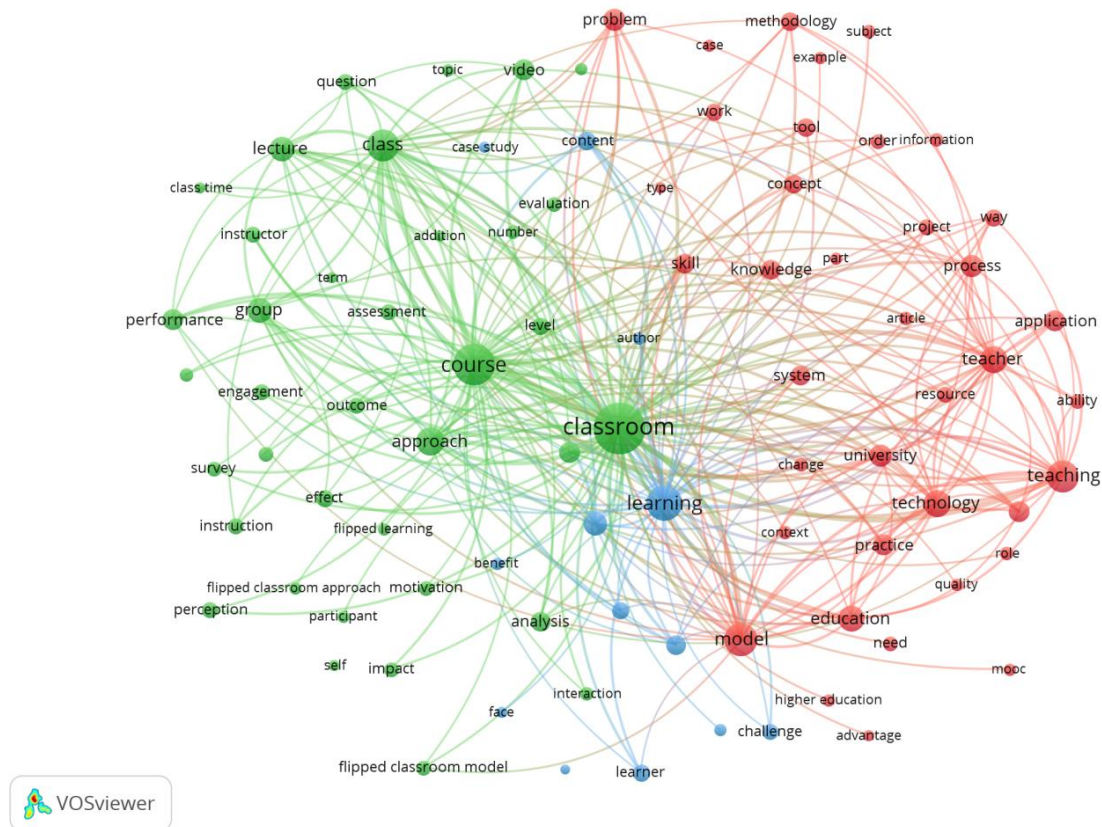 problem
methodology
subject
case
example
topic
video
question
work
tool
order
information
lecture
class
case study
content
class time
type
concept
evaluation
way
project
instructor
addition
number
part
skill
knowledge
process
term
group
assessment
performance
level
author
article
application
teacher
course
system
resource
ability
engagement
outcome
classroom
approach
university
survey
change
teaching
effect
learning
technology
instruction
flipped learning
context
practice
role
benefit
quality
flipped classroom approach
motivation
perception
participant
analysis
education
model
need
self
impact
mooc
interaction
higher education
face
challenge
advantage
flipped classroom model
learner
VOSviewer